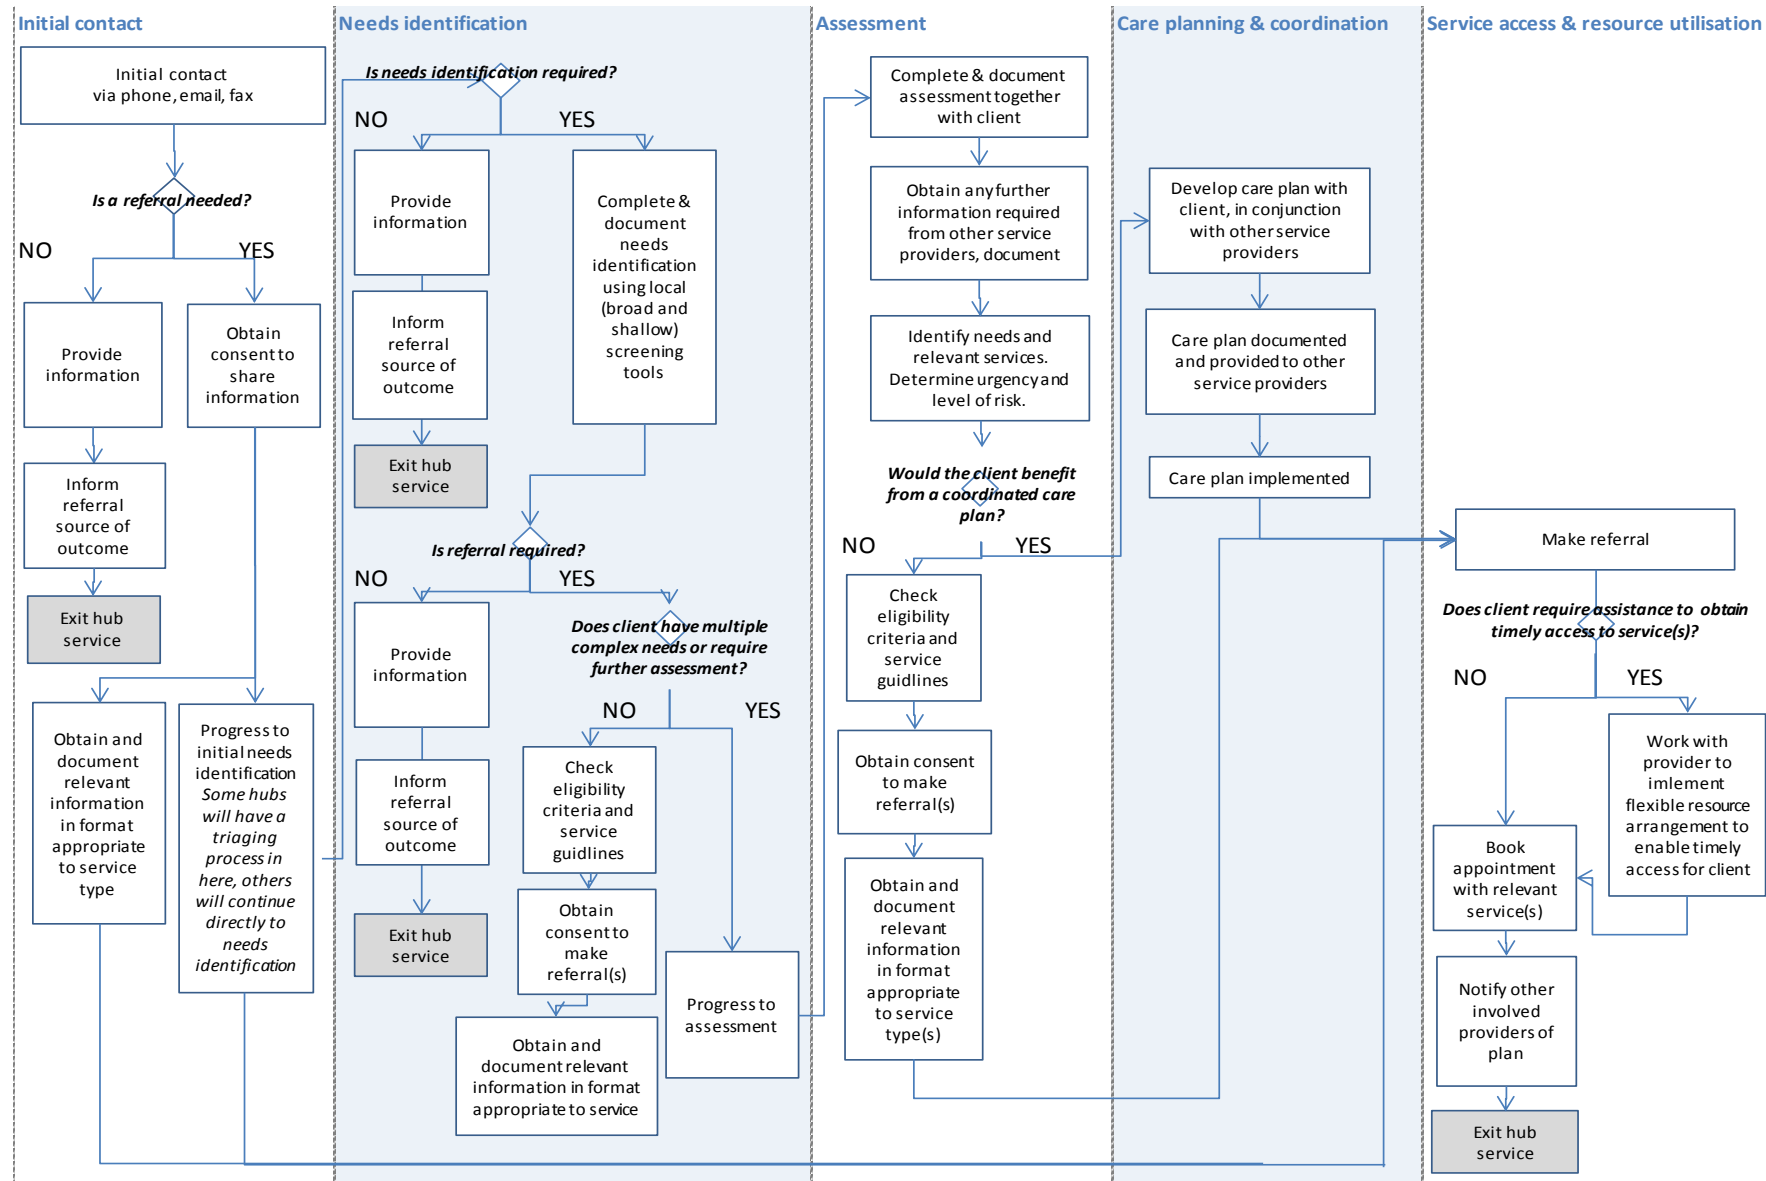 Initial contact
Initial contact
via phone, email, fax
Is a referral needed?
NO
YES
Provide
information
Obtain
consent to
share
information
Inform
referral
source of
outcome
Exit hub
service
Obtain and
document
relevant
information
in format
appropriate
to service
type
Progress to
initial needs
identification
Some hubs
will have a
triaging
process in
here, others
will continue
directly to
needs
identification
Needs identification
Is needs identification required?
NO
YES
Provide
information
Inform
referral
source of
outcome
Exit hub
service
Complete &
document
needs
identification
using local
(broad and
shallow)
screening
tools
Is referral required?
NO
YES
Provide
information
Inform
referral
source of
outcome
Exit hub
service
Does client have multiple
complex needs or require
further assessment?
NO
YES
Check
eligibility
criteria and
service
guidlines
Obtain
consent to
make
referral(s)
Obtain and
document relevant
information in format
appropriate to service
Progress to
assessment
Assessment
Complete & document
assessment together
with client
Obtain any further
information required
from other service
providers, document
Identify needs and
relevant services.
Determine urgency and
level of risk.
Would the client benefit
from a coordinated care
plan?
NO
YES
Check
eligibility
criteria and
service
guidlines
Obtain consent
to make
referral(s)
Obtain and
document
relevant
information
in format
appropriate
to service
type(s)
Care planning & coordination
Develop care plan with
client, in conjunction
with other service
providers
Care plan documented
and provided to other
service providers
Care plan implemented
Service access & resource utilisation
Make referral
Does client require assistance to obtain
timely access to service(s)?
NO
YES
Work with
provider to
imlement
flexible resource
arrangement to
enable timely
access for client
Book
appointment
with relevant
service(s)
Notify other
involved
providers of
plan
Exit hub
service